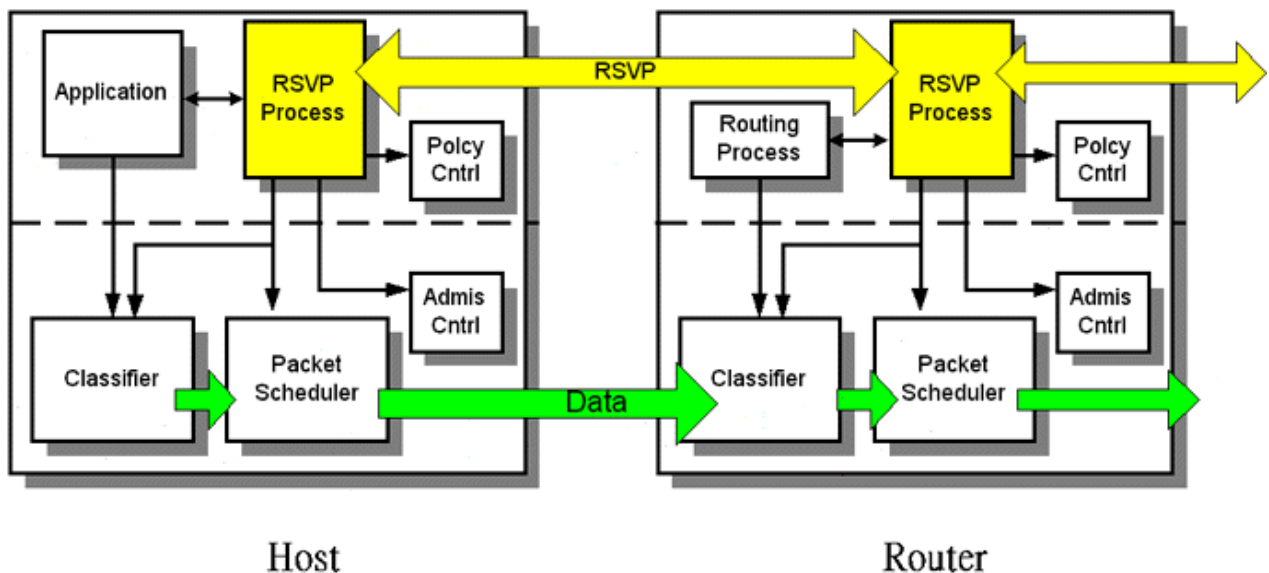 Application
RSVP
Process
Polcy
Cntrl
Admis
Cntrl
Classifier
Packet
Scheduler
RSVP
Data
RSVP
Process
Routing
Process
Polcy
Cntrl
Admis
Cntrl
Classifier
Packet
Scheduler
Host
Router